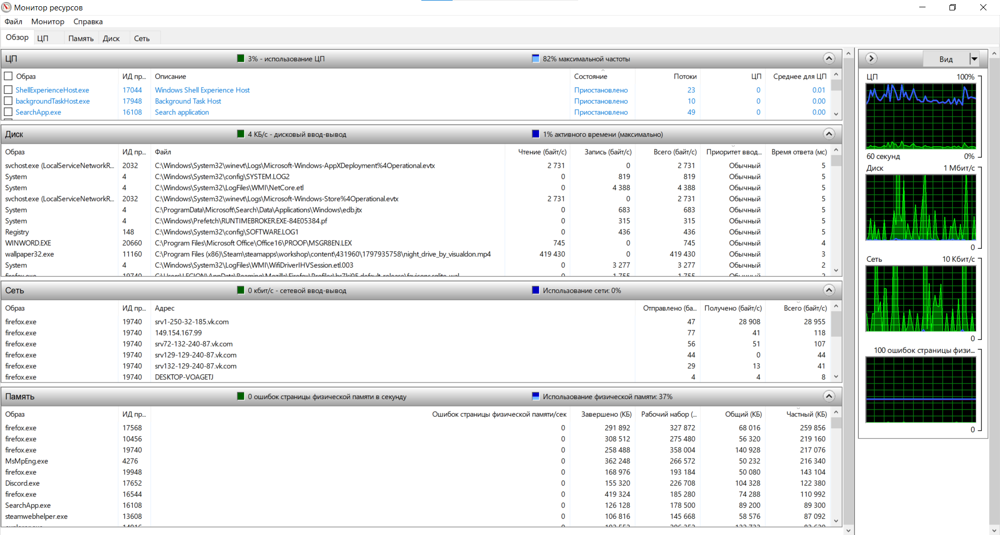 Монитор ресурсов
Файл Монитор Справка
Обзор ЦП Память Диск Сеть
ЦП 3% - использование ЦП 82% максимальной частоты
Образ ИД пр... Описание Состояние Потоки ЦП Среднее для ЦП
ShellExperienceHost.exe 17044 Windows Shell Experience Host Приостановлено 23 0 0.01
backgroundTaskHost.exe 17948 Background Task Host Приостановлено 10 0 0.00
SearchApp.exe 16108 Search application Приостановлено 49 0 0.00
Диск 4 КБ/с - дисковый ввод-вывод 1% активного времени (максимально)
Образ ИД пр... Файл Чтение (байт/с) Запись (байт/с) Всего (байт/с) Приоритет ввод... Время ответа (мс)
svchost.exe (LocalServiceNetworkR... 2032 C:\Windows\System32\winevt\Logs\Microsoft-Windows-AppXDeployment%4Operational.evtx 2 731 0 2 731 Обычный 5
System 4 C:\Windows\System32\config\SYSTEM.LOG2 0 819 819 Обычный 5
System 4 C:\Windows\System32\LogFiles\WMI\NetCore.etl 0 4 388 4 388 Обычный 5
svchost.exe (LocalServiceNetworkR... 2032 C:\Windows\System32\winevt\Logs\Microsoft-Windows-Store%4Operational.evtx 2 731 0 2 731 Обычный 5
System 4 C:\ProgramData\Microsoft\Search\Data\Applications\Windows\edb.jtx 0 683 683 Обычный 5
System 4 C:\Windows\Prefetch\RUNTIMEBROKER.EXE-84E05384.pf 0 315 315 Обычный 5
Registry 148 C:\Windows\System32\config\SOFTWARE.LOG1 0 436 436 Обычный 5
WINWORD.EXE 20660 C:\Program Files\Microsoft Office\Office16\PROOF\MSGR8EN.LEX 745 0 745 Обычный 4
wallpaper32.exe 11160 C:\Program Files (x86)\Steam\steamapps\workshop\content\431960\1797935758\night_drive_by_visualdon.mp4 419 430 0 419 430 Обычный 3
System 4 C:\Windows\System32\LogFiles\WMI\WifiDriverIHVSession.etl.003 0 3 277 3 277 Обычный 2
Сеть 0 кбит/с - сетевой ввод-вывод Использование сети: 0%
Образ ИД пр... Адрес Отправлено (ба... Получено (байт/с) Всего (байт/с)
firefox.exe 19740 srv1-250-32-185.vk.com 47 28 908 28 955
firefox.exe 19740 149.154.167.99 77 41 118
firefox.exe 19740 srv72-132-240-87.vk.com 56 51 107
firefox.exe 19740 srv129-129-240-87.vk.com 44 0 44
firefox.exe 19740 srv132-129-240-87.vk.com 29 13 41
firefox.exe 19740 DESKTOP-VOAGETJ 4 4 8
Память 0 ошибок страницы физической памяти в секунду Использование физической памяти: 37%
Образ ИД пр... Ошибок страницы физической памяти/сек Завершено (КБ) Рабочий набор (... Общий (КБ) Частный (КБ)
firefox.exe 17568 0 291 892 327 872 68 016 259 856
firefox.exe 10456 0 308 512 275 480 56 320 219 160
firefox.exe 19740 0 258 488 358 004 140 928 217 076
MsMpEng.exe 4276 0 362 248 266 572 50 232 216 340
firefox.exe 19948 0 168 976 193 184 50 080 143 104
Discord.exe 17652 0 155 320 226 708 104 328 122 380
firefox.exe 16544 0 419 324 185 280 74 288 110 992
SearchApp.exe 16108 0 126 128 178 500 89 200 89 300
steamwebhelper.exe 13608 0 106 816 145 668 58 576 87 092
Вид
ЦП 100%
60 секунд 0%
Диск 1 Мбит/с
0
Сеть 10 Кбит/с
0
100 ошибок страницы физи...
0